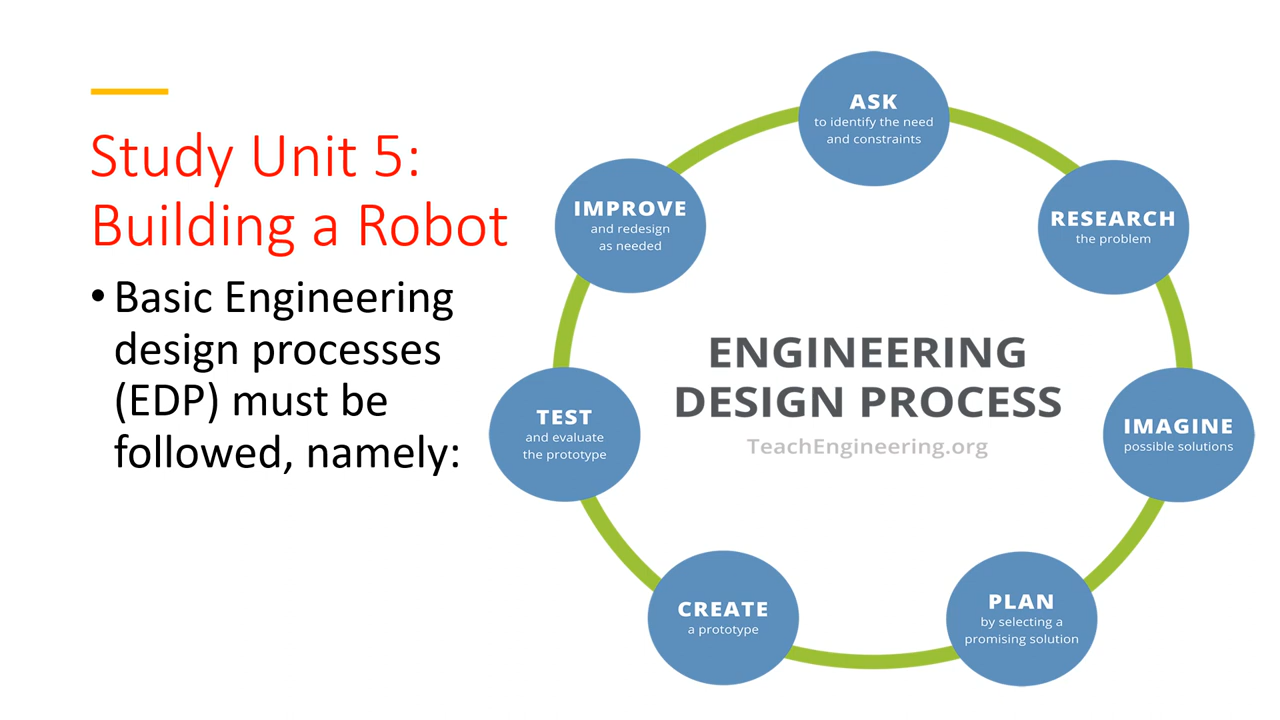 Study Unit 5:
Building a Robot
• Basic Engineering
design processes
(EDP) must be
followed, namely:
ENGINEERING
DESIGN PROCESS
TeachEngineering.org
ASK
to identify the need
and constraints
RESEARCH
the problem
IMAGINE
possible solutions
PLAN
by selecting a
promising solution
CREATE
a prototype
TEST
and evaluate
the prototype
IMPROVE
and redesign
as needed